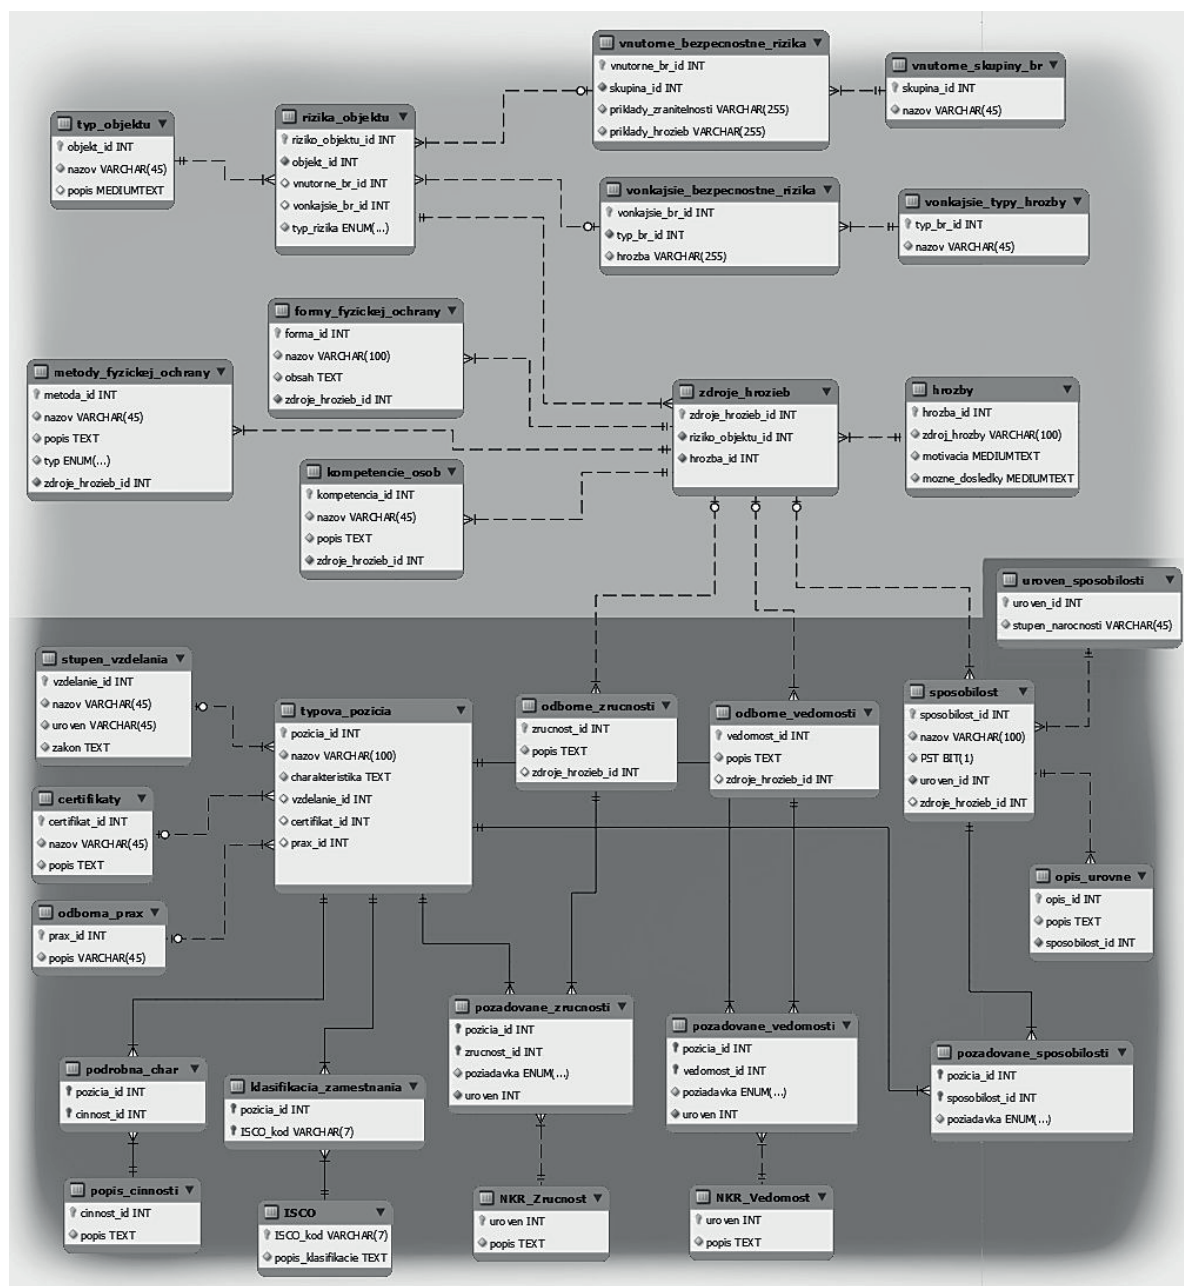 vnutorne_bezpecnostne_rizika
vnutorne_br_id INT
skupina_id INT
priklady_zranitelnosti VARCHAR(255)
priklady_hrozieb VARCHAR(255)
vnutorne_skupiny_br
skupina_id INT
nazov VARCHAR(45)
typ_objektu
objekt_id INT
nazov VARCHAR(45)
popis MEDIUMTEXT
rizika_objektu
riziko_objektu_id INT
objekt_id INT
vnutorne_br_id INT
vonkajsie_br_id INT
typ_rizika ENUM(...)
vonkajsie_bezpecnostne_rizika
vonkajsie_br_id INT
typ_br_id INT
hrozba VARCHAR(255)
vonkajsie_typy_hrozby
typ_br_id INT
nazov VARCHAR(45)
formy_fyzickej_ochrany
forma_id INT
nazov VARCHAR(100)
obsah TEXT
zdroje_hrozieb_id INT
metody_fyzickej_ochrany
metoda_id INT
nazov VARCHAR(45)
popis TEXT
typ ENUM(...)
zdroje_hrozieb_id INT
zdroje_hrozieb
zdroje_hrozieb_id INT
riziko_objektu_id INT
hrozba_id INT
hrozby
hrozba_id INT
zdroj_hrozby VARCHAR(100)
motivacia MEDIUMTEXT
mozne_dosledky MEDIUMTEXT
kompetencie_osob
kompetencia_id INT
nazov VARCHAR(45)
popis TEXT
zdroje_hrozieb_id INT
uroven_sposobilosti
uroven_id INT
stupen_narocnosti VARCHAR(45)
stupen_vzdelania
vzdelanie_id INT
nazov VARCHAR(45)
uroven VARCHAR(45)
zakon TEXT
typova_pozicia
pozicia_id INT
nazov VARCHAR(100)
charakteristika TEXT
vzdelanie_id INT
certifikat_id INT
prax_id INT
odborne_zrucnosti
zrucnost_id INT
popis TEXT
zdroje_hrozieb_id INT
odborne_vedomosti
vedomost_id INT
popis TEXT
zdroje_hrozieb_id INT
sposobilost
sposobilost_id INT
nazov VARCHAR(100)
PST BIT(1)
uroven_id INT
zdroje_hrozieb_id INT
certifikaty
certifikat_id INT
nazov VARCHAR(45)
popis TEXT
odborna_prax
prax_id INT
popis VARCHAR(45)
opis_urovne
opis_id INT
popis TEXT
sposobilost_id INT
pozadovane_zrucnosti
pozicia_id INT
zrucnost_id INT
poziadavka ENUM(...)
uroven INT
pozadovane_vedomosti
pozicia_id INT
vedomost_id INT
poziadavka ENUM(...)
uroven INT
pozadovane_sposobilosti
pozicia_id INT
sposobilost_id INT
poziadavka ENUM(...)
podrobna_char
pozicia_id INT
cinnost_id INT
klasifikacia_zamestnania
pozicia_id INT
ISCO_kod VARCHAR(7)
popis_cinnosti
cinnost_id INT
popis TEXT
ISCO
ISCO_kod VARCHAR(7)
popis_klasifikacie TEXT
NKR_Zrucnost
uroven INT
popis TEXT
NKR_Vedomost
uroven INT
popis TEXT